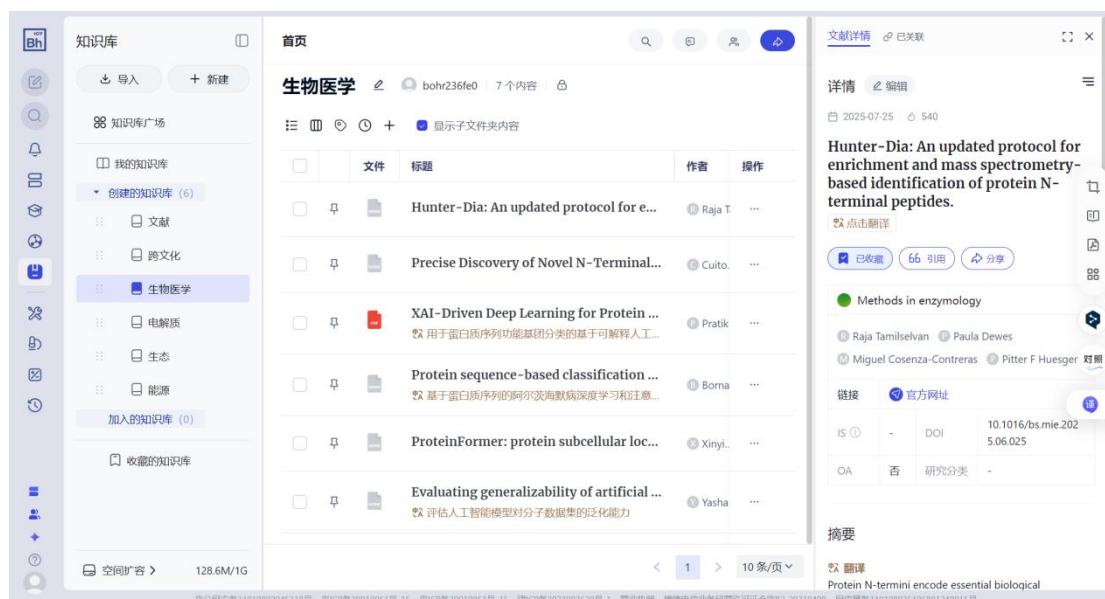 Bh
知识库
导入
新建
知识库广场
我的知识库
创建的知识库 (6)
文献
跨文化
生物医学
电解质
生态
能源
加入的知识库 (0)
收藏的知识库
空间扩容 >
128.6M/1G
首页
生物医学
bohr236fe0
7 个内容
显示子文件夹内容
文件
标题
作者
操作
Hunter-Dia: An updated protocol for e...
R Raja T
Precise Discovery of Novel N-Terminal...
C Cuito.
XAI-Driven Deep Learning for Protein ...
用于蛋白质序列功能基团分类的基于可解释人工...
P Pratik
Protein sequence-based classification ...
基于蛋白质序列的阿尔茨海默病深度学习和注意...
B Borna
ProteinFormer: protein subcellular loc...
X Xinyi..
Evaluating generalizability of artificial ...
评估人工智能模型对分子数据集的泛化能力
Y Yasha
< 1 >
10 条/页
文献详情
已关联
详情
编辑
2025-07-25
540
Hunter-Dia: An updated protocol for
enrichment and mass spectrometry-
based identification of protein N-
terminal peptides.
点击翻译
已收藏
引用
分享
Methods in enzymology
R Raja Tamilselvan
P Paula Dewes
M Miguel Cosenza-Contreras
P Pitter F Huesger
对照
译
链接
官方网址
IS
-
DOI
10.1016/bs.mie.202
5.06.025
OA
否
研究分类
-
摘要
翻译
Protein N-termini encode essential biological